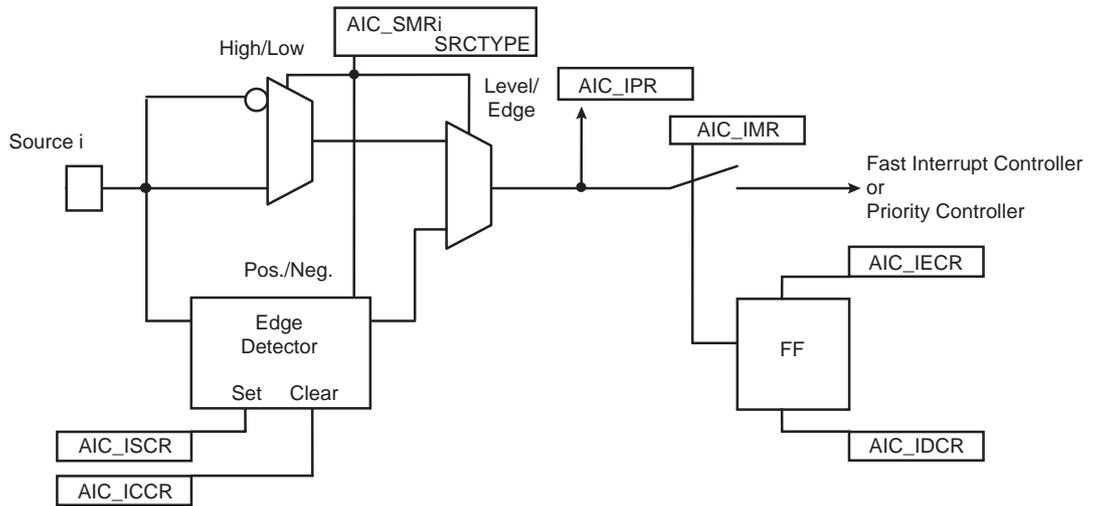 AIC_SMRi
SRCTYPE
High/Low
Level/
Edge
AIC_IPR
AIC_IMR
Source i
Fast Interrupt Controller
or
Priority Controller
Pos./Neg.
AIC_IECR
Edge
Detector
FF
Set Clear
AIC_ISCR
AIC_IDCR
AIC_ICCR